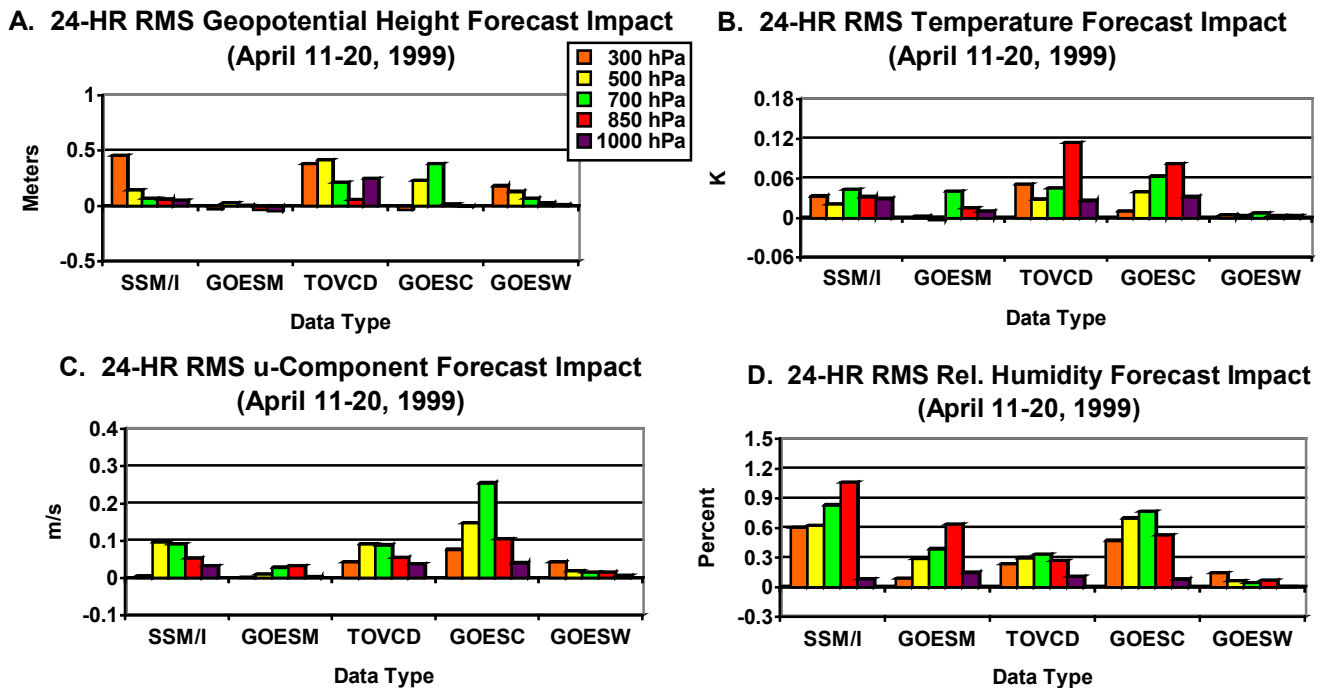 A. 24-HR RMS Geopotential Height Forecast Impact
(April 11-20, 1999)
300 hPa
500 hPa
700 hPa
850 hPa
1000 hPa
1
0.5
0
-0.5
Meters
SSM/I GOESM TOVCD GOESC GOESW
Data Type
B. 24-HR RMS Temperature Forecast Impact
(April 11-20, 1999)
0.18
0.12
0.06
0
-0.06
K
SSM/I GOESM TOVCD GOESC GOESW
Data Type
C. 24-HR RMS u-Component Forecast Impact
(April 11-20, 1999)
0.4
0.3
0.2
0.1
0
-0.1
m/s
SSM/I GOESM TOVCD GOESC GOESW
Data Type
D. 24-HR RMS Rel. Humidity Forecast Impact
(April 11-20, 1999)
1.5
1.2
0.9
0.6
0.3
0
-0.3
Percent
SSM/I GOESM TOVCD GOESC GOESW
Data Type